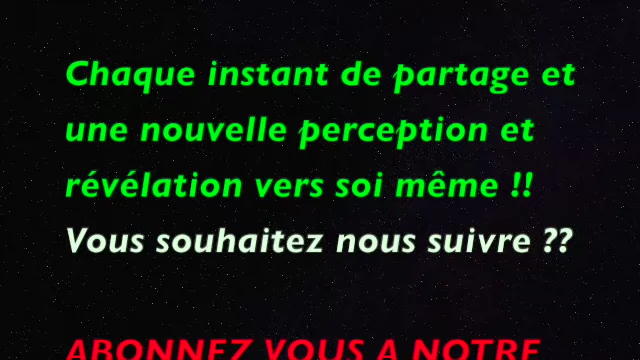 Chaque instant de partage et
une nouvelle perception et
révélation vers soi même !!
Vous souhaitez nous suivre ??
ABONNEZ VOUS A NOTRE